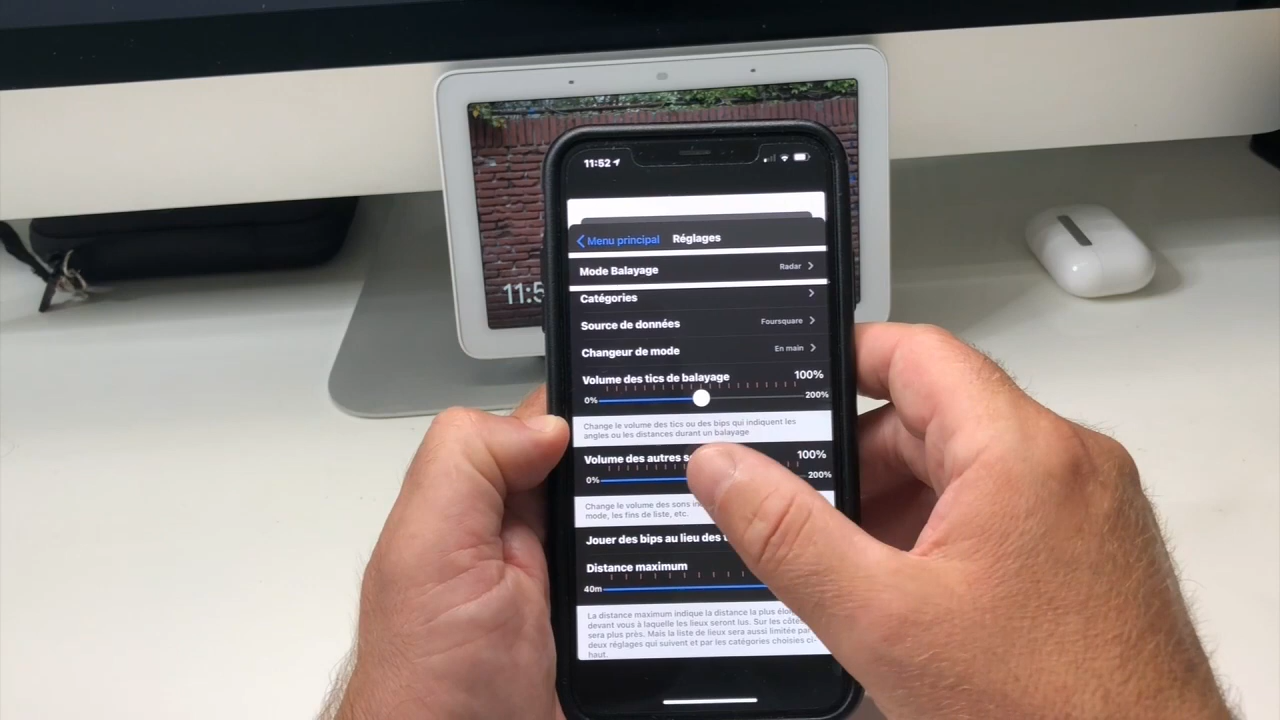 11:52
Menu principal Réglages
Mode Balayage Radar
Catégories
Source de données Foursquare
Changeur de mode En main
Volume des tics de balayage 100%
0% 200%
Change le volume des tics ou des bips qui indiquent les
angles ou les distances durant un balayage
Volume des autres 100%
0% 200%
Change le volume des sons
mode, les fins de liste, etc.
Jouer des bips au lieu des
Distance maximum
40m
La distance maximum indique la distance la plus
devant vous à laquelle les lieux seront lus. Sur les côtés
sera plus près. Mais la liste de lieux sera aussi limitée par
deux réglages qui suivent et par les catégories choisies ci-
haut.
11:5